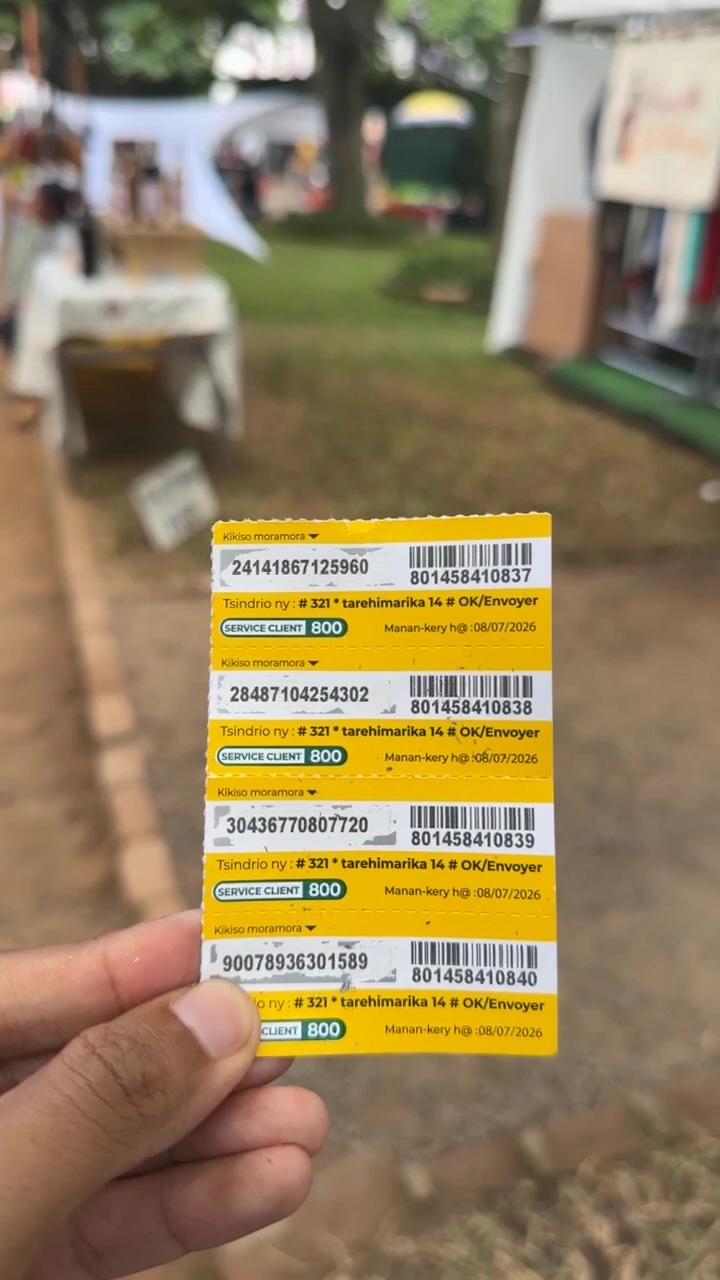 Kikiso moramora
24141867125960
801458410837
Tsindrio ny : # 321 * tarehimarika 14 # OK/Envoyer
SERVICE CLIENT 800
Manan-kery h@ :08/07/2026
Kikiso moramora
28487104254302
801458410838
Tsindrio ny : # 321 * tarehimarika 14 # OK/Envoyer
SERVICE CLIENT 800
Manan-kery h@ :08/07/2026
Kikiso moramora
30436770807720
801458410839
Tsindrio ny : # 321 * tarehimarika 14 # OK/Envoyer
SERVICE CLIENT 800
Manan-kery h@ :08/07/2026
Kikiso moramora
90078936301589
801458410840
ny : # 321 * tarehimarika 14 # OK/Envoyer
CLIENT 800
Manan-kery h@ :08/07/2026